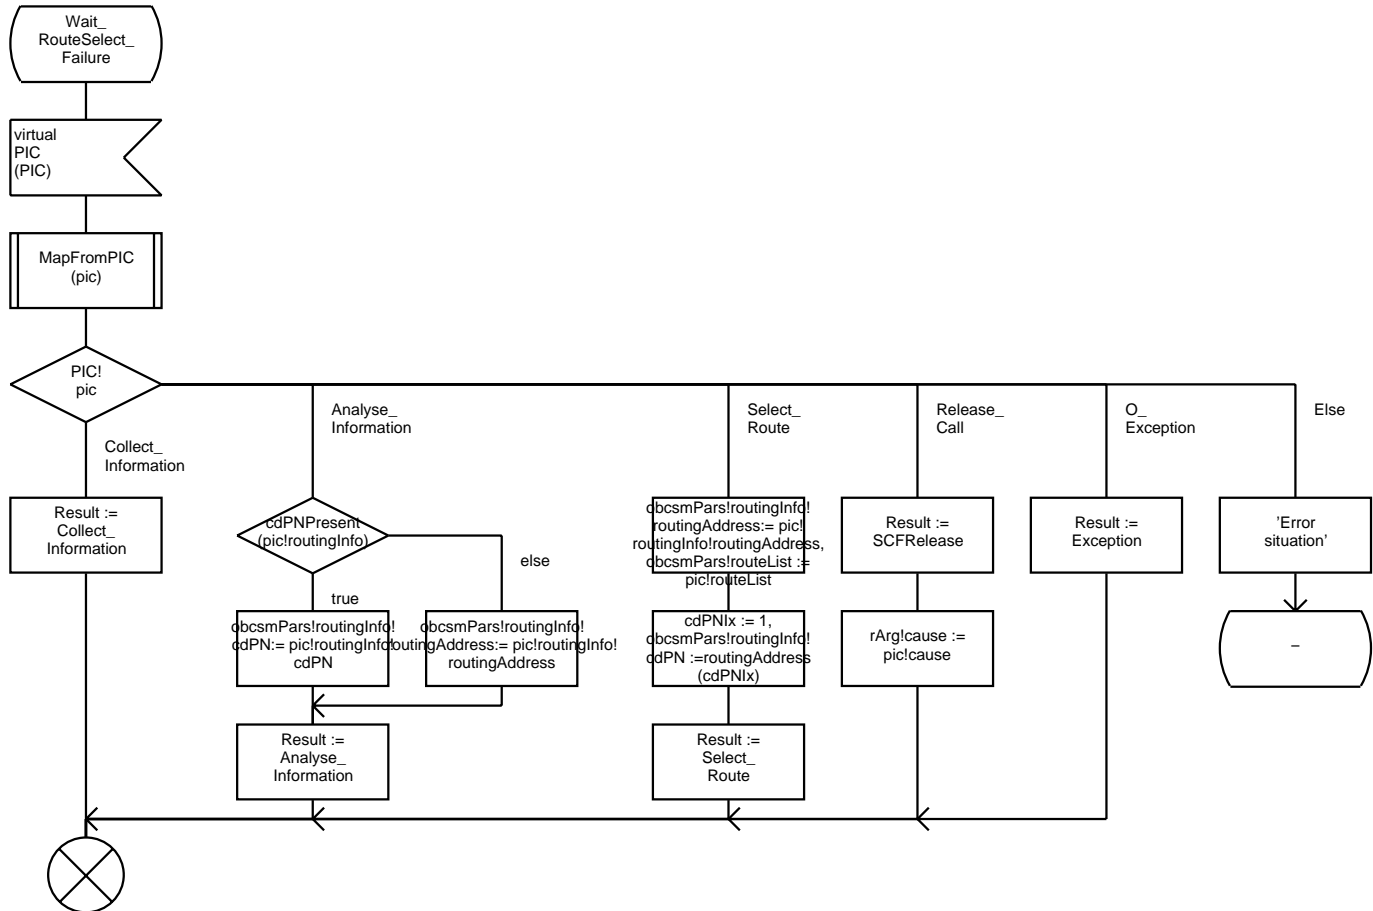 Wait_
RouteSelect_
Failure
virtual
PIC
(PIC)
MapFromPIC
(pic)
PIC!
pic
Analyse_
Information
Select_
Route
Release_
Call
O_
Exception
Else
Collect_
Information
Result :=
Collect_
Information
cdPNPresent
(pic!routingInfo)
else
true
obcsmPars!routingInfo!
cdPN:= pic!routingInfo!
cdPN
obcsmPars!routingInfo!
routingAddress:= pic!routingInfo!
routingAddress
Result :=
Analyse_
Information
obcsmPars!routingInfo!
routingAddress:= pic!
routingInfo!routingAddress,
obcsmPars!routeList :=
pic!routeList
cdPNIx := 1,
obcsmPars!routingInfo!
cdPN :=routingAddress
(cdPNIx)
Result :=
Select_
Route
Result :=
SCFRelease
rArg!cause :=
pic!cause
Result :=
Exception
'Error
situation'
–